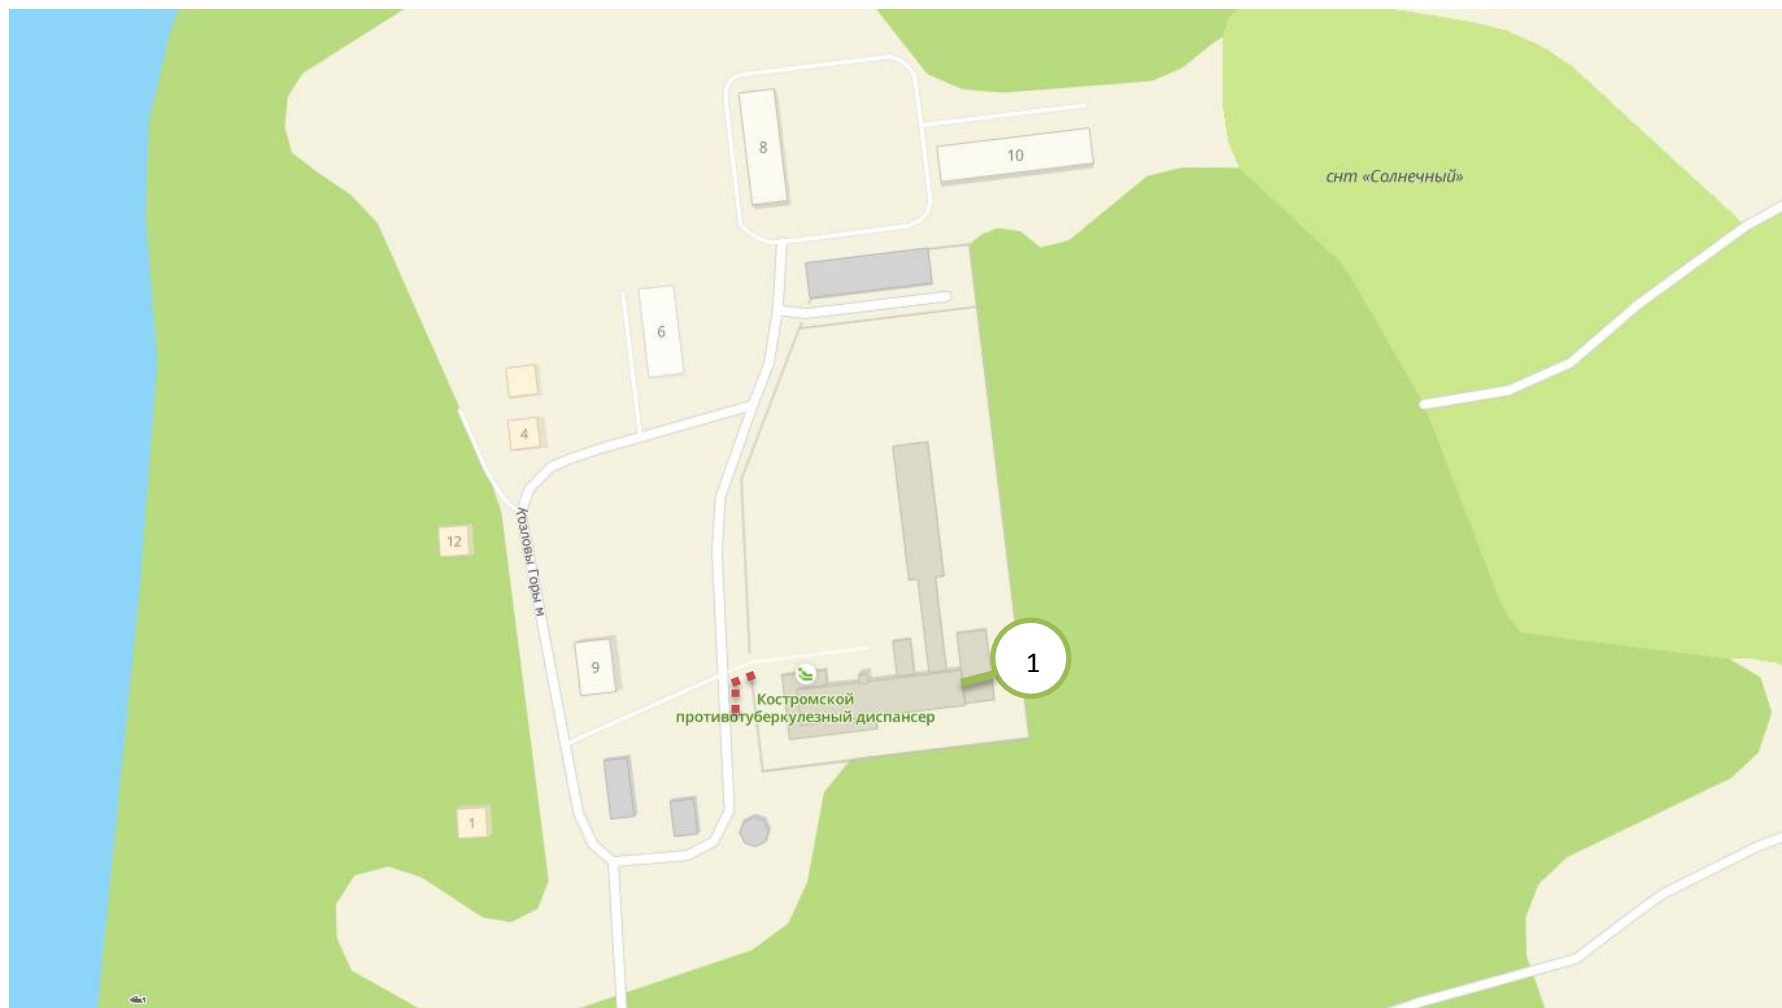 8
10
снт «Солнечный»
6
4
12
Козловы Горы м
9
1
Костромской
противотуберкулезный диспансер
1